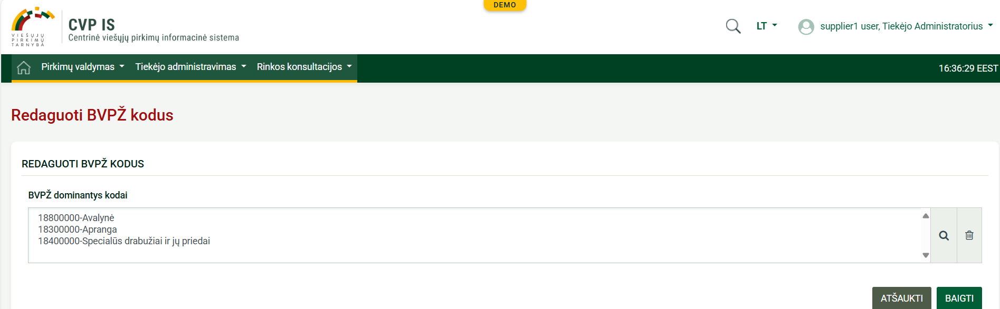 DEMO
VIEŠŲJŲ
PIRKIMŲ
TARNYBA
CVP IS
Centrinė viešųjų pirkimų informacinė sistema
LT
supplier1 user, Tiekėjo Administratorius
Pirkimų valdymas
Tiekėjo administravimas
Rinkos konsultacijos
16:36:29 EEST
Redaguoti BVPŽ kodus
REDAGUOTI BVPŽ KODUS
BVPŽ dominantys kodai
18800000-Avalynė
18300000-Apranga
18400000-Specialūs drabužiai ir jų priedai
ATŠAUKTI
BAIGTI